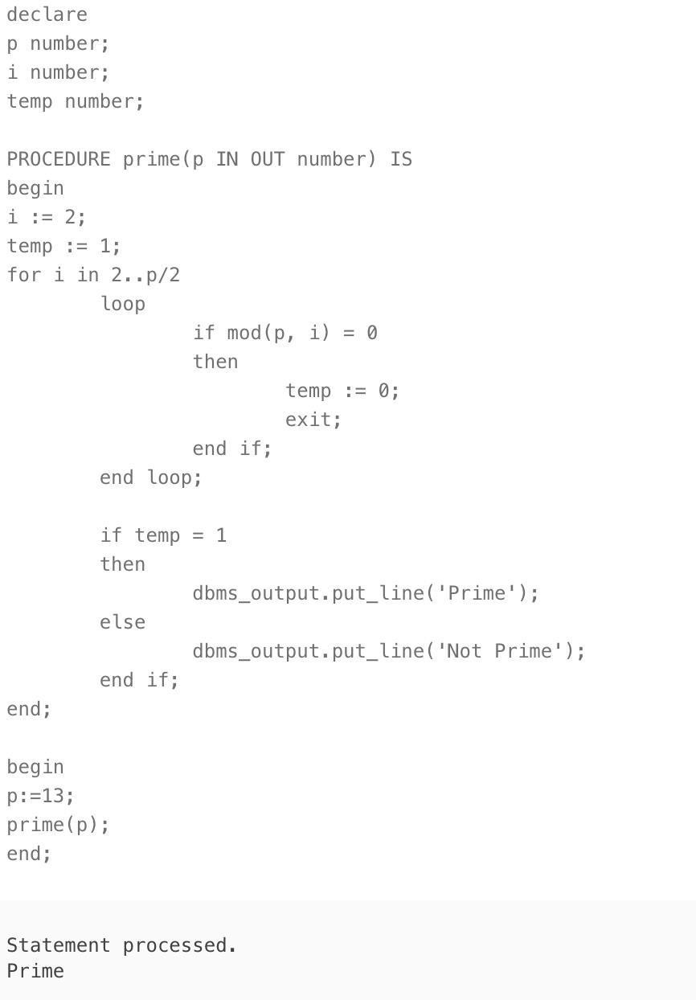 declare
p number;
i number;
temp number;
PROCEDURE prime(p IN OUT number) IS
begin
i := 2;
temp := 1;
for i in 2..p/2
loop
if mod(p, i) = 0
then
temp := 0;
exit;
end if;
end loop;
if temp = 1
then
dbms_output.put_line('Prime');
else
dbms_output.put_line('Not Prime');
end if;
end;
begin
p:=13;
prime(p);
end;
Statement processed.
Prime